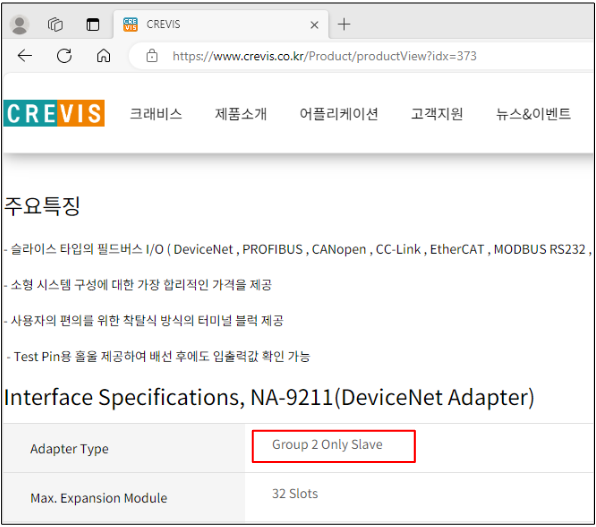 CREVIS
https://www.crevis.co.kr/Product/productView?idx=373
CREVIS 크래비스 제품소개 어플리케이션 고객지원 뉴스&이벤트
주요특징
- 슬라이스 타입의 필드버스 I/O ( DeviceNet , PROFIBUS , CANopen , CC-Link , EtherCAT , MODBUS RS232 ,
- 소형 시스템 구성에 대한 가장 합리적인 가격을 제공
- 사용자의 편의를 위한 착탈식 방식의 터미널 블럭 제공
- Test Pin용 홀울 제공하여 배선 후에도 입출력값 확인 가능
Interface Specifications, NA-9211(DeviceNet Adapter)
Adapter Type Group 2 Only Slave
Max. Expansion Module 32 Slots